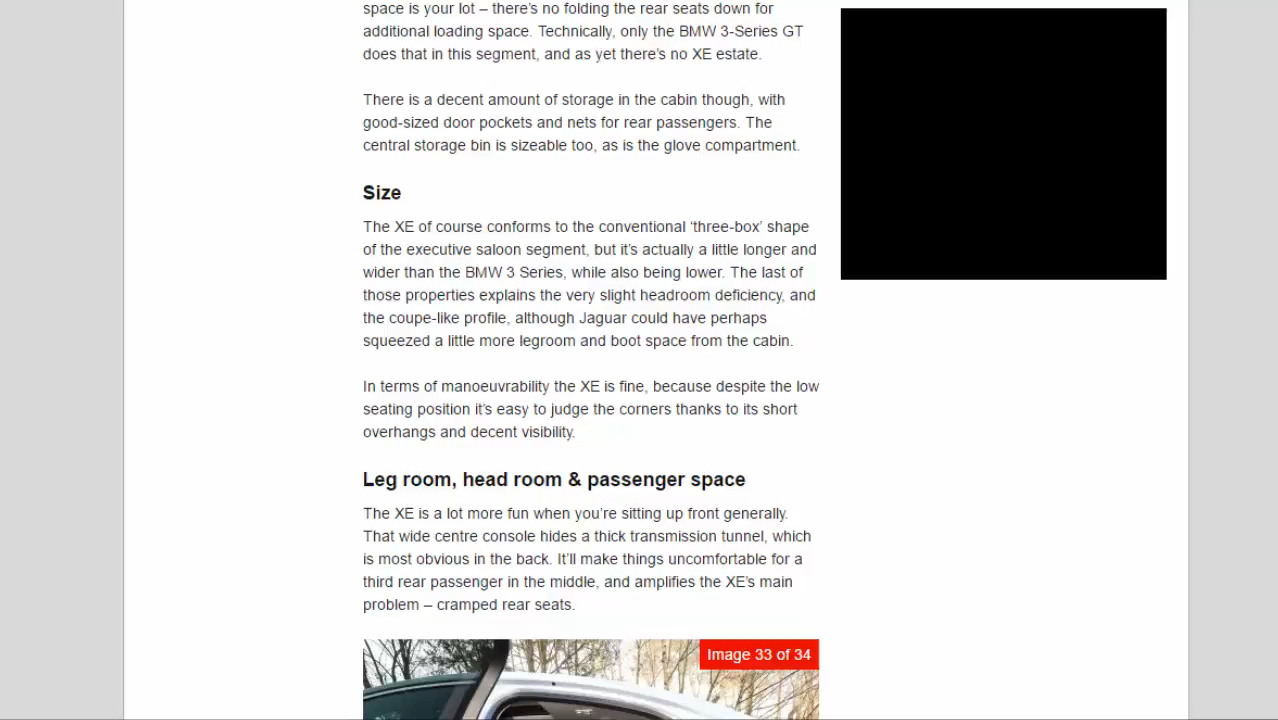 space is your lot – there’s no folding the rear seats down for
additional loading space. Technically, only the BMW 3-Series GT
does that in this segment, and as yet there’s no XE estate.
There is a decent amount of storage in the cabin though, with
good-sized door pockets and nets for rear passengers. The
central storage bin is sizeable too, as is the glove compartment.
Size
The XE of course conforms to the conventional ‘three-box’ shape
of the executive saloon segment, but it’s actually a little longer and
wider than the BMW 3 Series, while also being lower. The last of
those properties explains the very slight headroom deficiency, and
the coupe-like profile, although Jaguar could have perhaps
squeezed a little more legroom and boot space from the cabin.
In terms of manoeuvrability the XE is fine, because despite the low
seating position it’s easy to judge the corners thanks to its short
overhangs and decent visibility.
Leg room, head room & passenger space
The XE is a lot more fun when you’re sitting up front generally.
That wide centre console hides a thick transmission tunnel, which
is most obvious in the back. It’ll make things uncomfortable for a
third rear passenger in the middle, and amplifies the XE’s main
problem – cramped rear seats.
Image 33 of 34